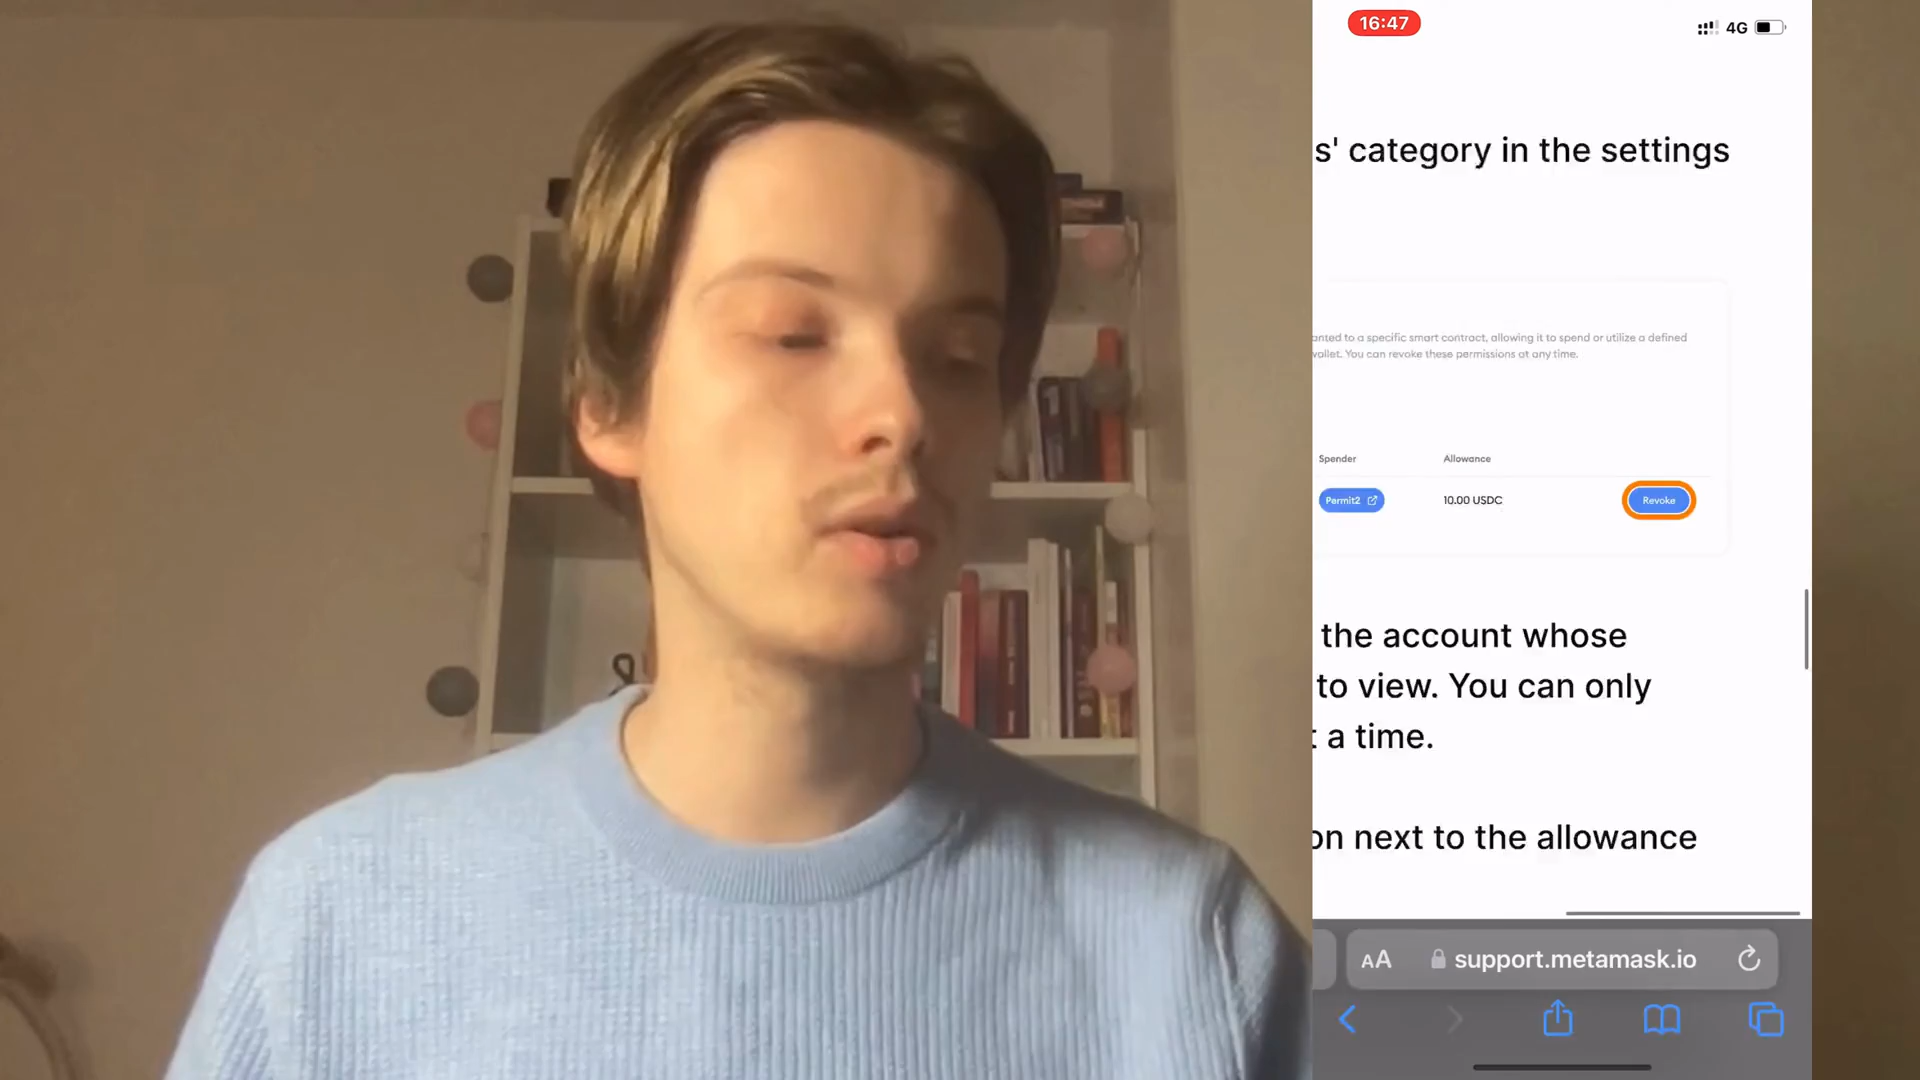 16:47
4G
s' category in the settings
anted to a specific smart contract, allowing it to spend or utilize a defined
vallet. You can revoke these permissions at any time.
Spender Allowance
Permit2 10.00 USDC Revoke
the account whose
to view. You can only
t a time.
on next to the allowance
AA support.metamask.io